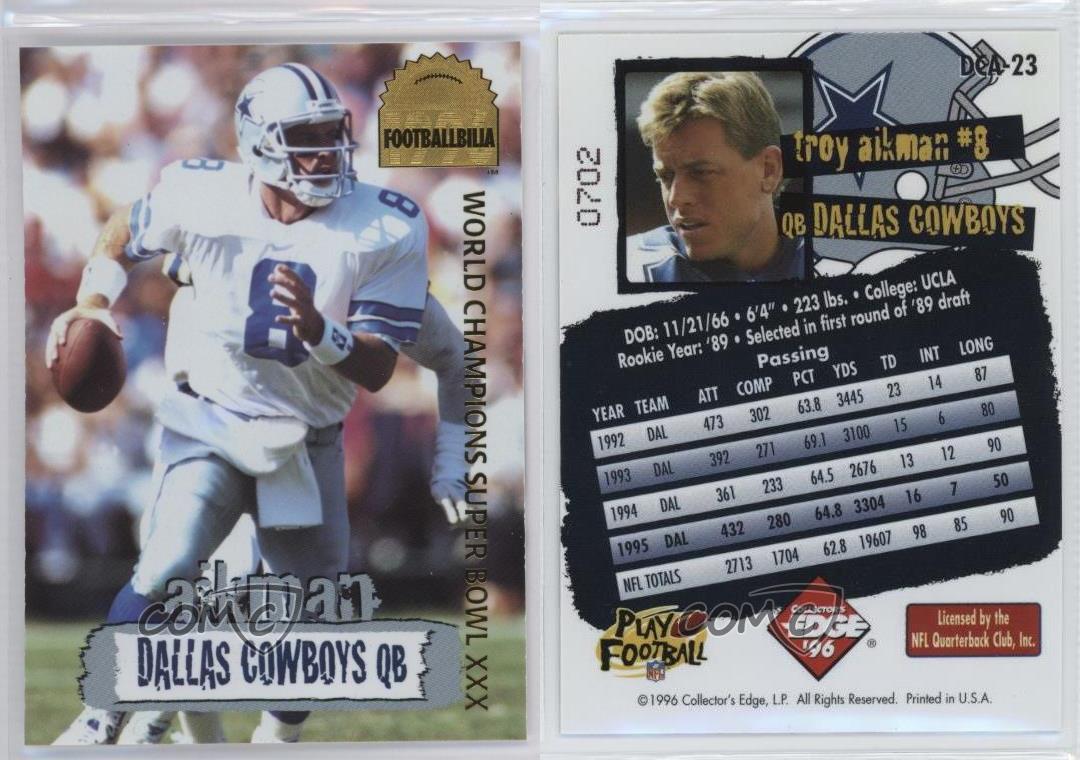 FOOTBALLBILIA
TM
WORLD CHAMPIONS SUPER BOWL XXX
8
8
8
aikman
DALLAS COWBOYS QB
COMC
DCA-23
0702
troy aikman #8
QB DALLAS COWBOYS
DOB: 11/21/66 • 6'4" • 223 lbs. • College: UCLA
Rookie Year: '89 • Selected in first round of '89 draft
Passing
YEAR TEAM ATT COMP PCT YDS TD INT LONG
1992 DAL 473 302 63.8 3445 23 14 87
1993 DAL 392 271 69.1 3100 15 6 80
1994 DAL 361 233 64.5 2676 13 12 90
1995 DAL 432 280 64.8 3304 16 7 50
NFL TOTALS 2713 1704 62.8 19607 98 85 90
PLAY FOOTBALL
NFL
COLLECTOR'S
EDGE
'96
®
Licensed by the
NFL Quarterback Club, Inc.
COMC
©1996 Collector's Edge, L.P. All Rights Reserved. Printed in U.S.A.